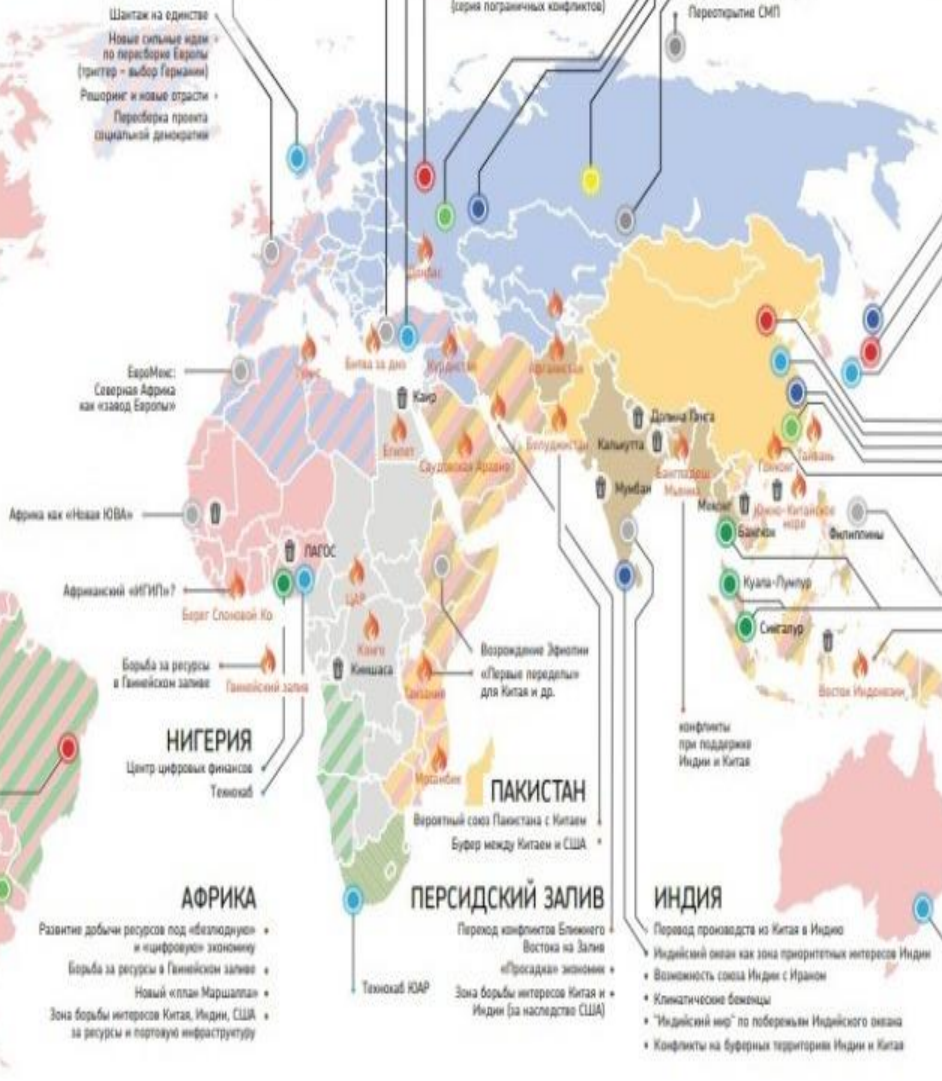 (серия пограничных конфликтов)
Переоткрытие СМП
Шантаж на единстве
Новые сильные идеи
по пересборке Европы
(триггер – выбор Германии)
Решоринг и новые отрасли
Пересборка проекта
социальной демократии
Донбас
ЕвроМекс:
Северная Африка
как «завод Европы»
Битва за дно
Курдистан
Афганистан
Каир
Египет
Саудовская Аравия
Белуджистан
Долина Ганга
Калькутта
Бангладеш
Мьянма
Мумбаи
Гонконг
Тайвань
Меконг
Южно-Китайское
море
Бангкок
Филиппины
Африка как «Новая ЮВА»
ЛАГОС
Африканский «ИГИЛ»?
Берег Слоновой Ко
ЦАР
Куала-Лумпур
Сингапур
Конго
Киншаса
Борьба за ресурсы
в Гвинейском заливе
Гвинейский залив
Возрождение Эфиопии
«Первые переделы»
для Китая и др.
Танзания
Восток Индонезии
НИГЕРИЯ
Центр цифровых финансов
Технохаб
Мозамбик
конфликты
при поддержке
Индии и Китая
ПАКИСТАН
Вероятный союз Пакистана с Китаем
Буфер между Китаем и США
АФРИКА
Развитие добычи ресурсов под «безлюдную»
и «цифровую» экономику
Борьба за ресурсы в Гвинейском заливе
Новый «план Маршалла»
Зона борьбы интересов Китая, Индии, США
за ресурсы и портовую инфраструктуру
Технохаб ЮАР
ПЕРСИДСКИЙ ЗАЛИВ
Переход конфликтов Ближнего
Востока на Залив
«Просадка» экономик
Зона борьбы интересов Китая и
Индии (за наследство США)
ИНДИЯ
Перевод производств из Китая в Индию
Индийский океан как зона приоритетных интересов Индии
Возможность союза Индии с Ираном
Климатические беженцы
"Индийский мир" по побережьям Индийского океана
Конфликты на буферных территориях Индии и Китая